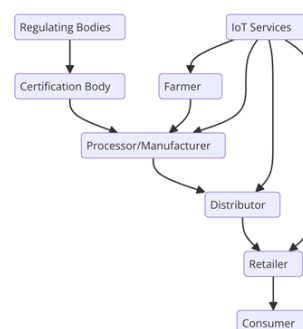 Regulating Bodies
IoT Services
Certification Body
Farmer
Processor/Manufacturer
Distributor
Retailer
Consumer